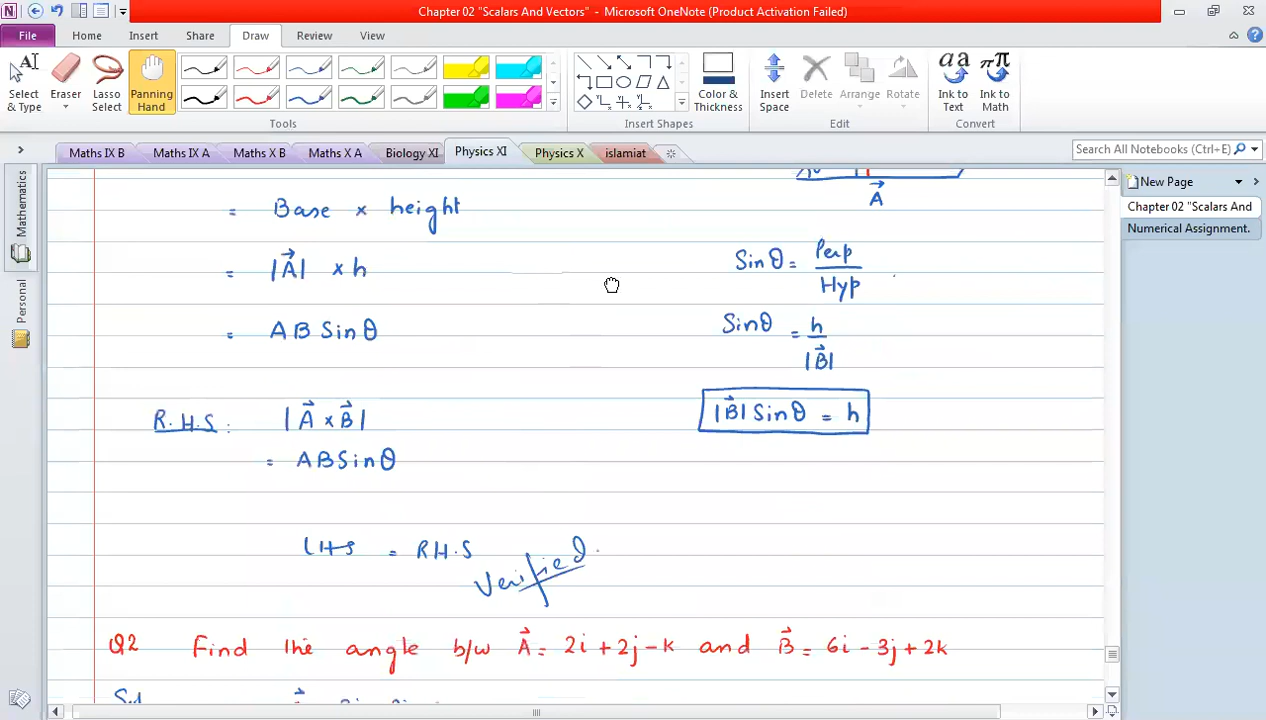 Chapter 02 "Scalars And Vectors" - Microsoft OneNote (Product Activation Failed)
File Home Insert Share Draw Review View
Select & Type
Eraser
Lasso Select
Panning Hand
Color & Thickness
Insert Space
Delete
Arrange
Rotate
Ink to Text
Ink to Math
Tools
Insert Shapes
Edit
Convert
Maths IX B Maths IX A Maths X B Maths X A Biology XI Physics XI Physics X islamiat
Search All Notebooks (Ctrl+E)
Mathematics
Personal
New Page
Chapter 02 "Scalars And
Numerical Assignment.
A⃗
= Base × height
= |A⃗| × h
= AB Sinθ
Sinθ = Perp / Hyp
Sinθ = h / |B⃗|
|B⃗| Sinθ = h
R.H.S : |A⃗ × B⃗|
= ABSinθ
LHS = R.H.S
Verified
Q2 Find the angle b/w A⃗ = 2i + 2j - k and B⃗ = 6i - 3j + 2k